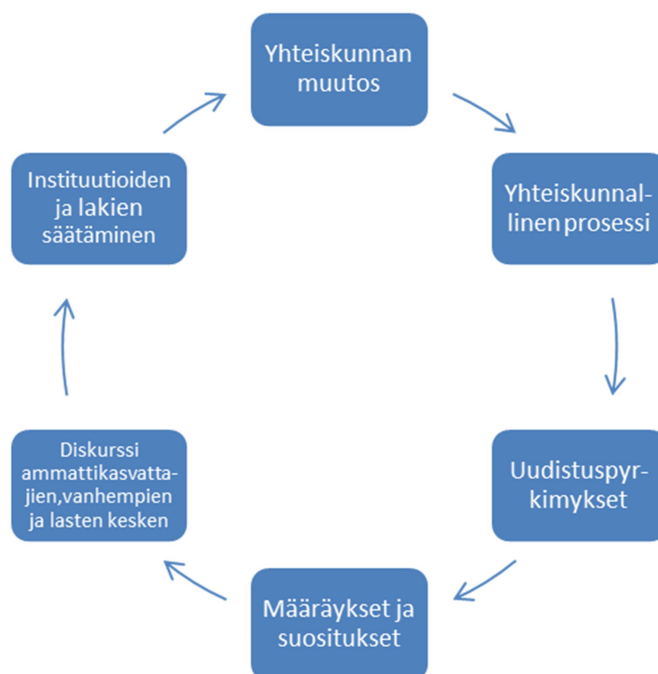 Yhteiskunnan
muutos
Yhteiskunnal-
linen prosessi
Uudistuspyr-
kimykset
Määräykset ja
suositukset
Diskurssi
ammattikasvatta-
jien,vanhempien
ja lasten kesken
Instituutioiden
ja lakien
säätäminen